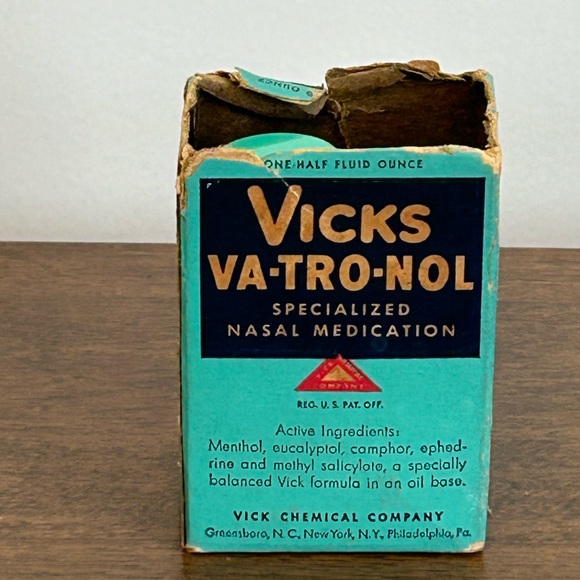 ONE HALF FLUID OUNCE
VICKS
VA-TRO-NOL
SPECIALIZED
NASAL MEDICATION
COMPANY
REG. U. S. PAT. OFF.
Active Ingredients:
Menthol, eucalyptol, camphor, ephed-
rine and methyl salicylate, a specially
balanced Vick formula in an oil base.
VICK CHEMICAL COMPANY
Greensboro, N. C. New York, N. Y. Philadelphia, Pa.